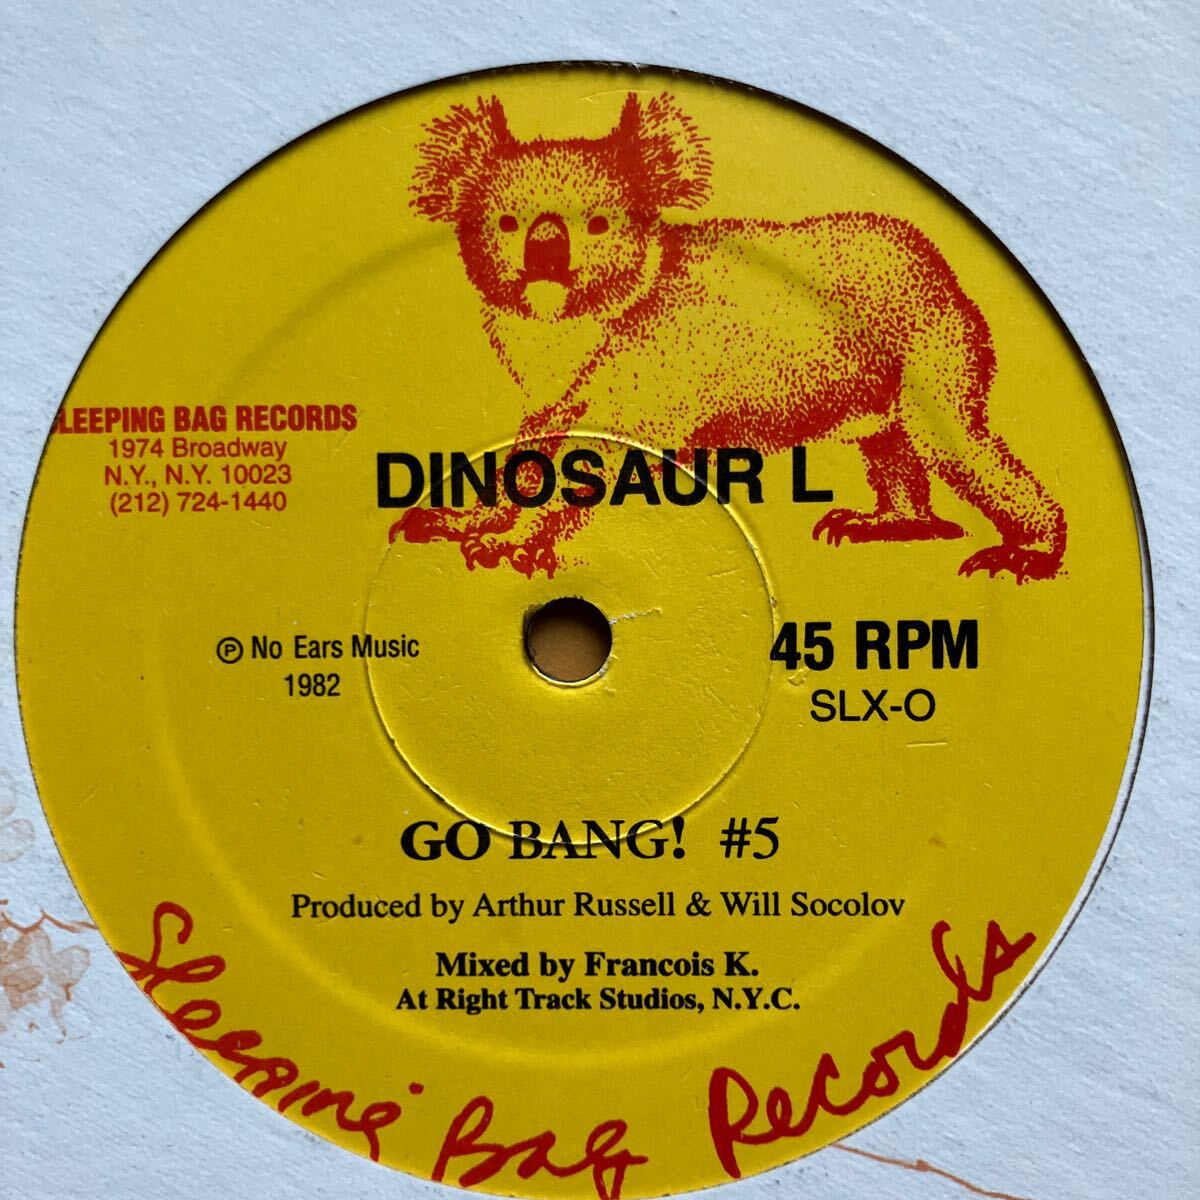 SLEEPING BAG RECORDS
1974 Broadway
N.Y., N.Y. 10023
(212) 724-1440
DINOSAUR L
℗ No Ears Music
1982
45 RPM
SLX-O
GO BANG! #5
Produced by Arthur Russell & Will Socolov
Mixed by Francois K.
At Right Track Studios, N.Y.C.
Sleeping Bag Records